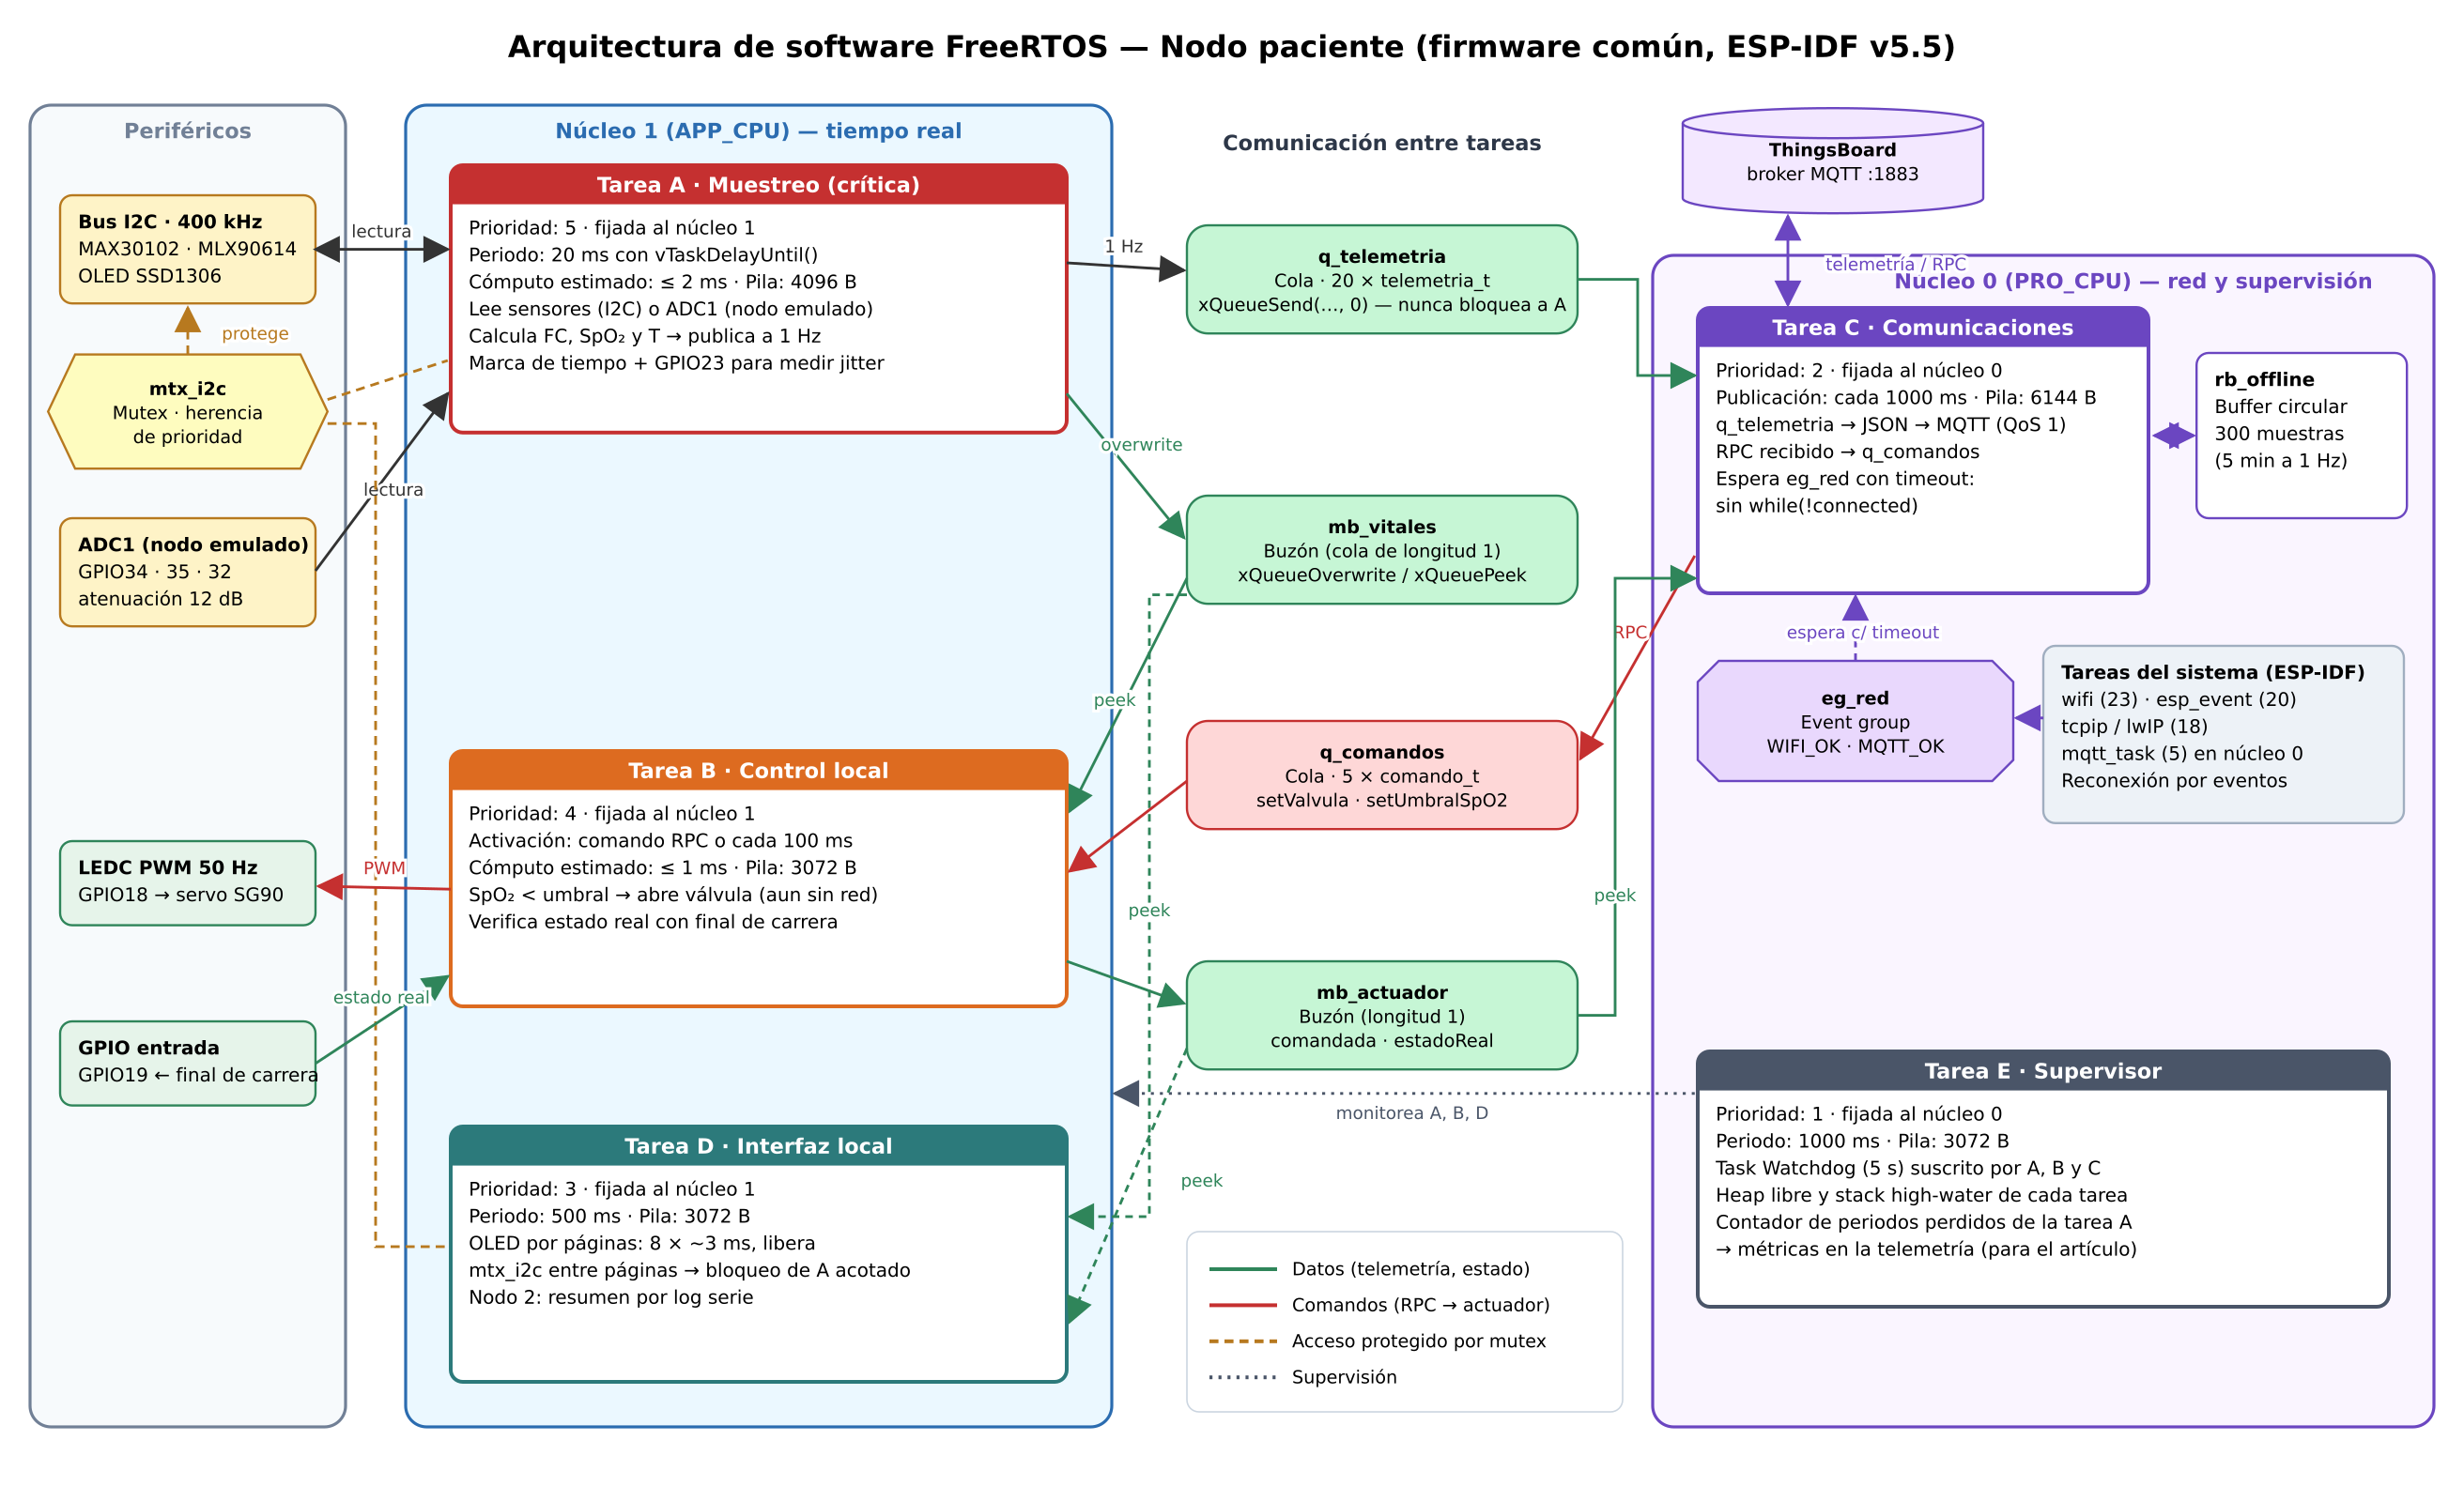 Arquitectura de software FreeRTOS — Nodo paciente (firmware común, ESP-IDF v5.5)
Periféricos
Bus I2C · 400 kHz
MAX30102 · MLX90614
OLED SSD1306
lectura
protege
mtx_i2c
Mutex · herencia
de prioridad
lectura
ADC1 (nodo emulado)
GPIO34 · 35 · 32
atenuación 12 dB
LEDC PWM 50 Hz
GPIO18 → servo SG90
PWM
estado real
GPIO entrada
GPIO19 ← final de carrera
Núcleo 1 (APP_CPU) — tiempo real
Tarea A · Muestreo (crítica)
Prioridad: 5 · fijada al núcleo 1
Periodo: 20 ms con vTaskDelayUntil()
Cómputo estimado: ≤ 2 ms · Pila: 4096 B
Lee sensores (I2C) o ADC1 (nodo emulado)
Calcula FC, SpO₂ y T → publica a 1 Hz
Marca de tiempo + GPIO23 para medir jitter
Tarea B · Control local
Prioridad: 4 · fijada al núcleo 1
Activación: comando RPC o cada 100 ms
Cómputo estimado: ≤ 1 ms · Pila: 3072 B
SpO₂ < umbral → abre válvula (aun sin red)
Verifica estado real con final de carrera
Tarea D · Interfaz local
Prioridad: 3 · fijada al núcleo 1
Periodo: 500 ms · Pila: 3072 B
OLED por páginas: 8 × ~3 ms, libera
mtx_i2c entre páginas → bloqueo de A acotado
Nodo 2: resumen por log serie
Comunicación entre tareas
1 Hz
q_telemetria
Cola · 20 × telemetria_t
xQueueSend(..., 0) — nunca bloquea a A
overwrite
mb_vitales
Buzón (cola de longitud 1)
xQueueOverwrite / xQueuePeek
peek
RPC
q_comandos
Cola · 5 × comando_t
setValvula · setUmbralSpO2
peek
peek
mb_actuador
Buzón (longitud 1)
comandada · estadoReal
monitorea A, B, D
peek
Datos (telemetría, estado)
Comandos (RPC → actuador)
Acceso protegido por mutex
Supervisión
ThingsBoard
broker MQTT :1883
telemetría / RPC
Núcleo 0 (PRO_CPU) — red y supervisión
Tarea C · Comunicaciones
Prioridad: 2 · fijada al núcleo 0
Publicación: cada 1000 ms · Pila: 6144 B
q_telemetria → JSON → MQTT (QoS 1)
RPC recibido → q_comandos
Espera eg_red con timeout:
sin while(!connected)
rb_offline
Buffer circular
300 muestras
(5 min a 1 Hz)
espera c/ timeout
eg_red
Event group
WIFI_OK · MQTT_OK
Tareas del sistema (ESP-IDF)
wifi (23) · esp_event (20)
tcpip / lwIP (18)
mqtt_task (5) en núcleo 0
Reconexión por eventos
Tarea E · Supervisor
Prioridad: 1 · fijada al núcleo 0
Periodo: 1000 ms · Pila: 3072 B
Task Watchdog (5 s) suscrito por A, B y C
Heap libre y stack high-water de cada tarea
Contador de periodos perdidos de la tarea A
→ métricas en la telemetría (para el artículo)